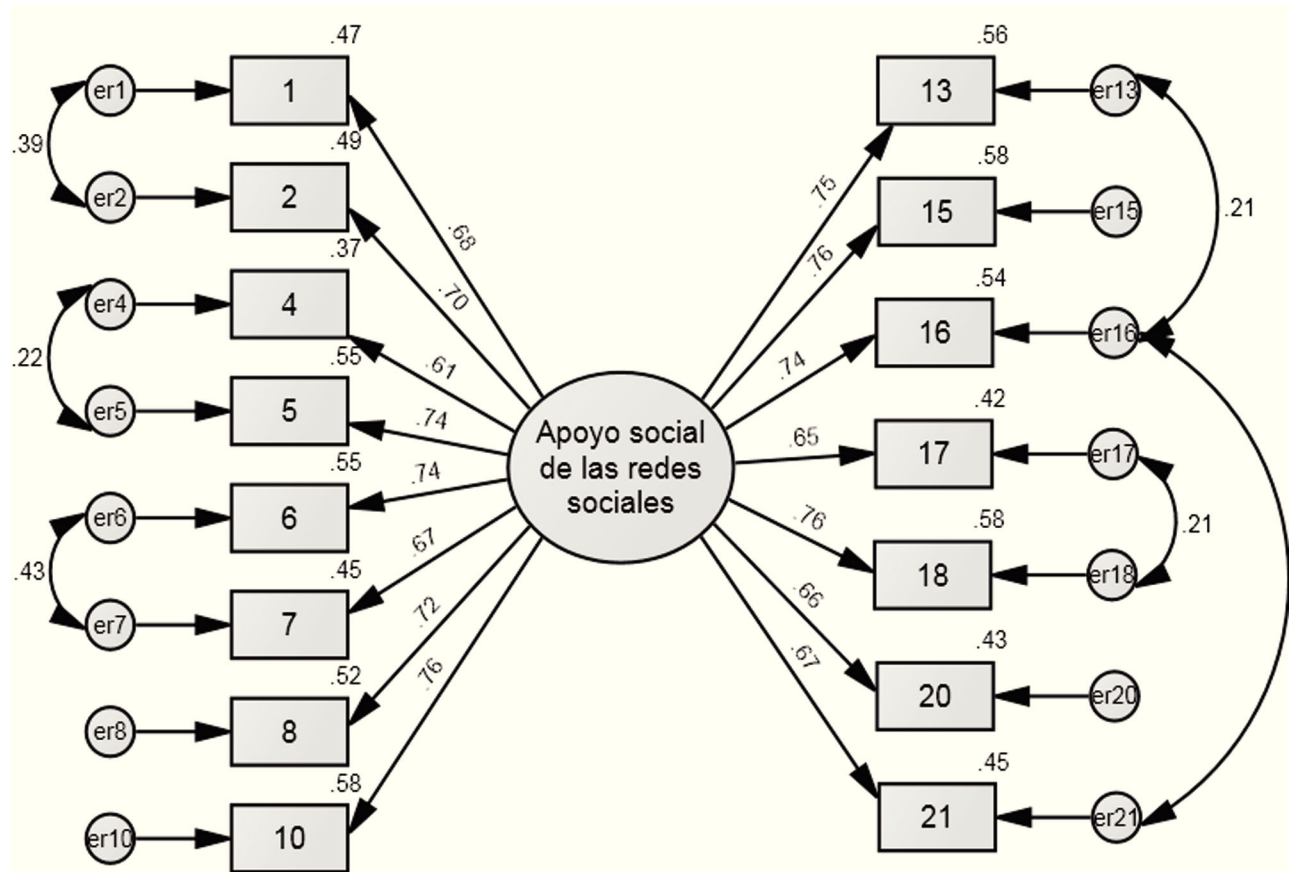 .47
er1
1
.39
.49
er2
2
.68
.37
er4
4
.70
.22
.55
er5
5
.61
.74
.55
er6
6
.74
.43
.45
er7
7
.67
.52
er8
8
.72
.58
er10
10
.76
Apoyo social
de las redes
sociales
.56
13
er13
.75
.21
.58
15
er15
.76
.54
16
er16
.74
.42
17
er17
.65
.21
.58
18
er18
.76
.43
20
er20
.66
.45
21
er21
.67